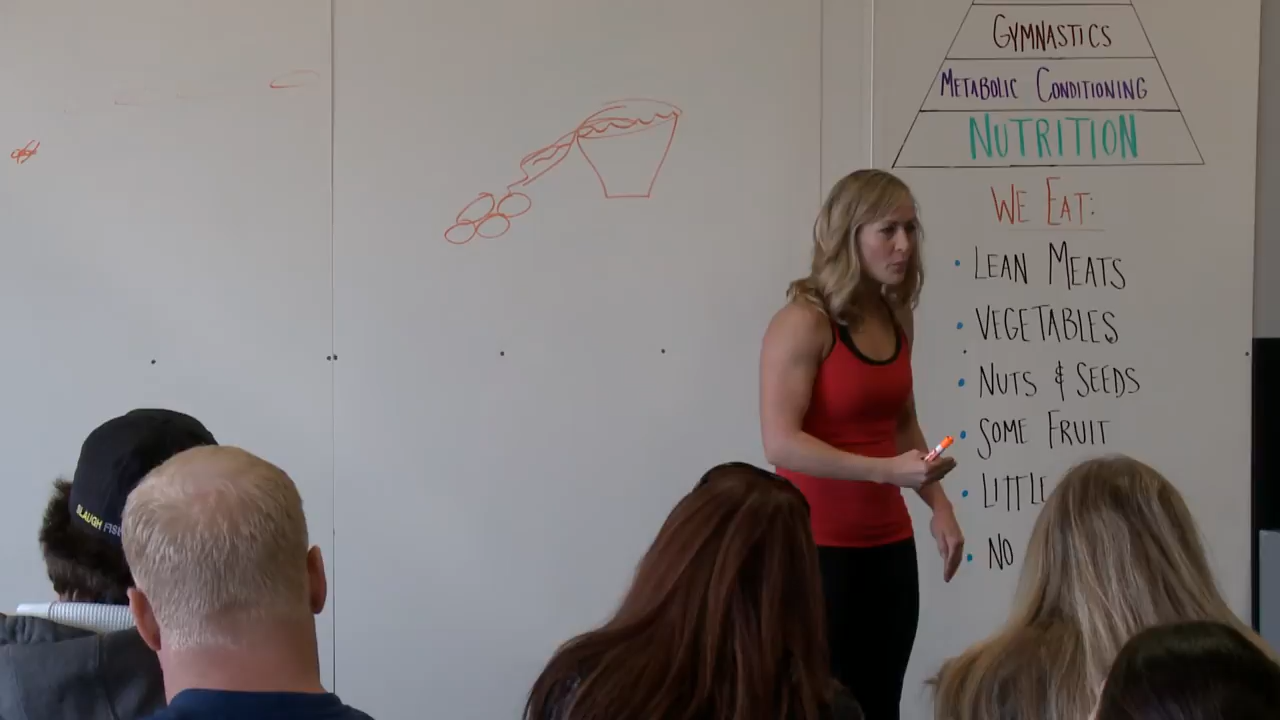 GYMNASTICS
METABOLIC CONDITIONING
NUTRITION
WE EAT:
• LEAN MEATS
• VEGETABLES
• NUTS & SEEDS
• SOME FRUIT
• LITTLE
• NO